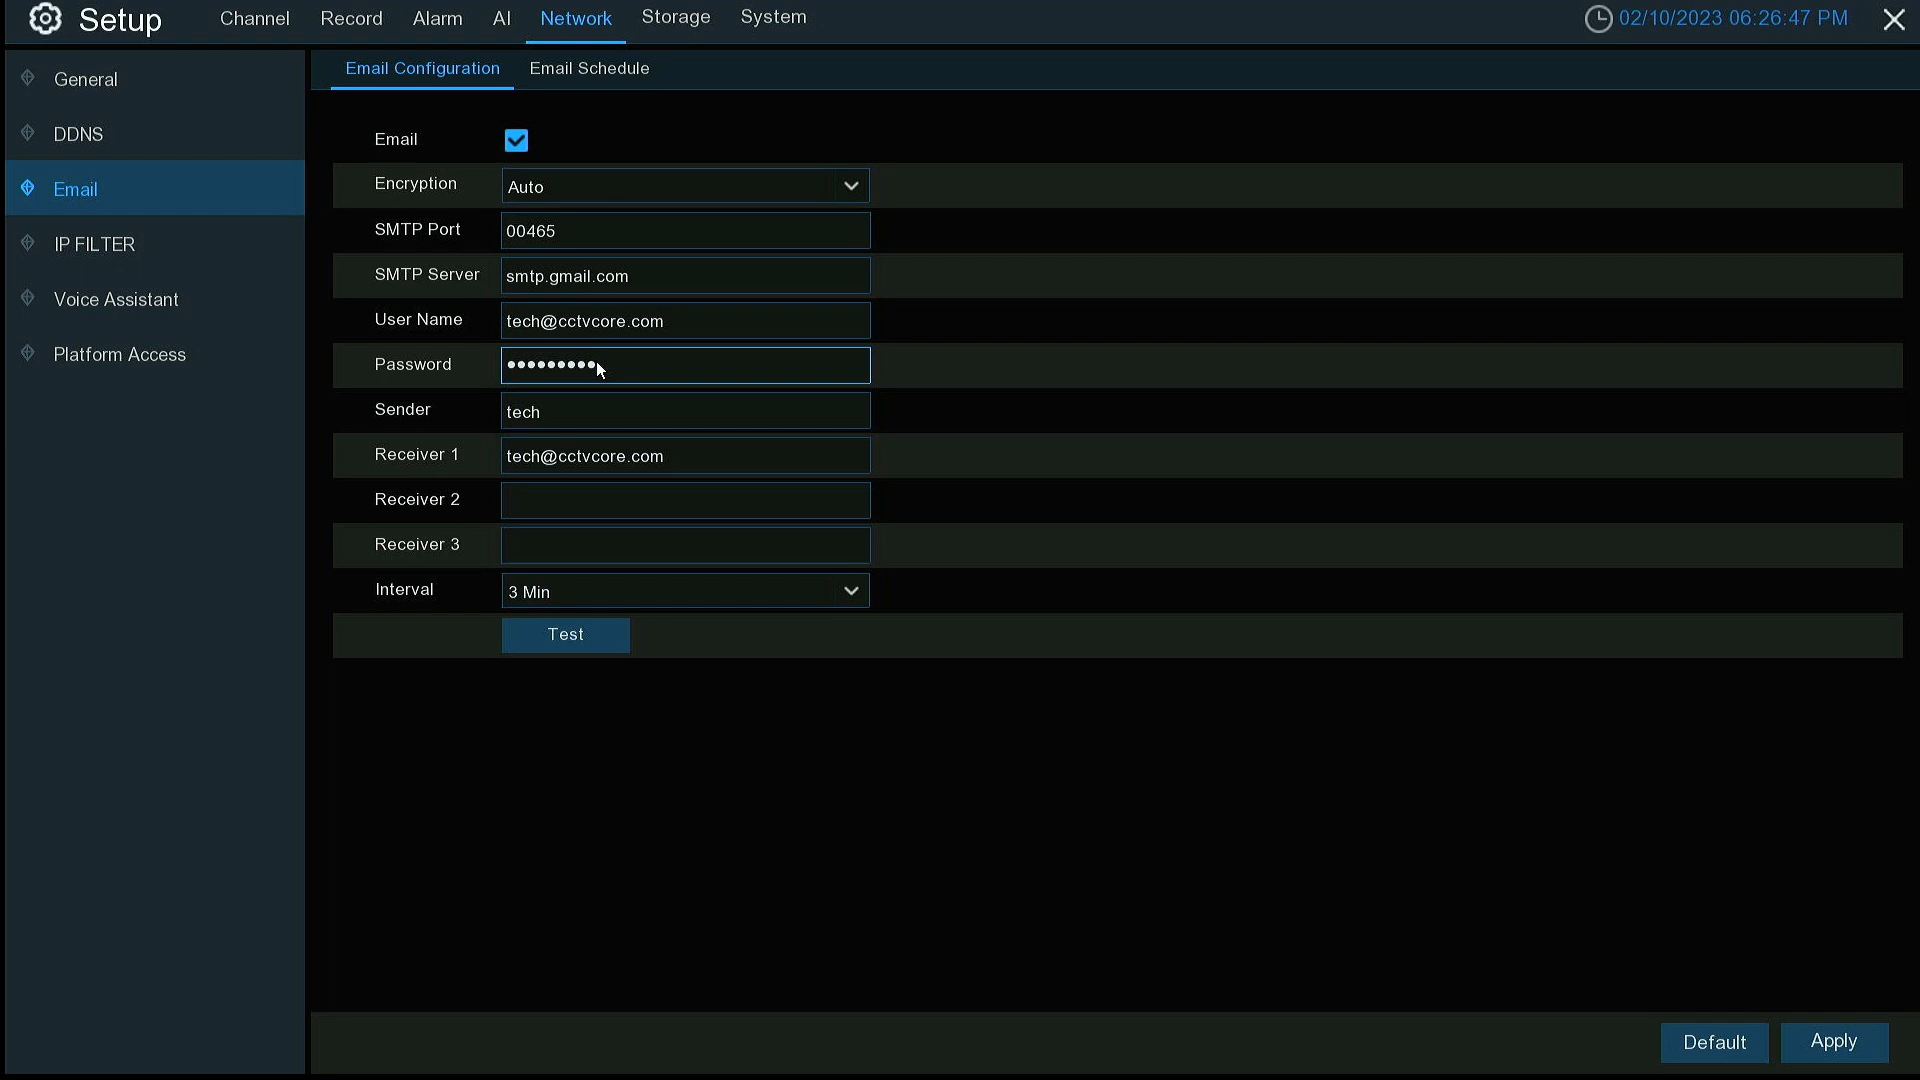 Setup Channel Record Alarm AI Network Storage System 02/10/2023 06:26:47 PM
General
DDNS
Email
IP FILTER
Voice Assistant
Platform Access
Email Configuration Email Schedule
Email
Encryption Auto
SMTP Port 00465
SMTP Server smtp.gmail.com
User Name tech@cctvcore.com
Password •••••••••
Sender tech
Receiver 1 tech@cctvcore.com
Receiver 2
Receiver 3
Interval 3 Min
Test
Default Apply